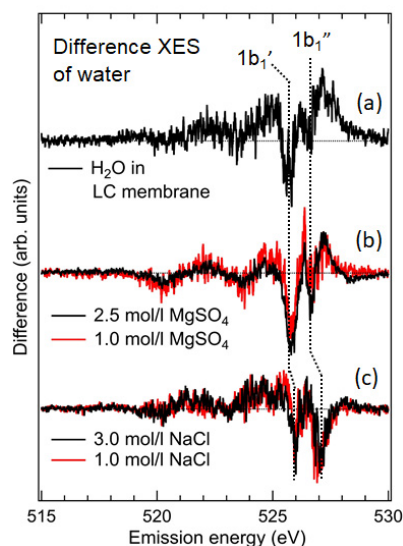 Difference XES
of water
1b₁’
1b₁”
(a)
H₂O in
LC membrane
(b)
2.5 mol/l MgSO₄
1.0 mol/l MgSO₄
(c)
3.0 mol/l NaCl
1.0 mol/l NaCl
Difference (arb. units)
515 520 525 530
Emission energy (eV)